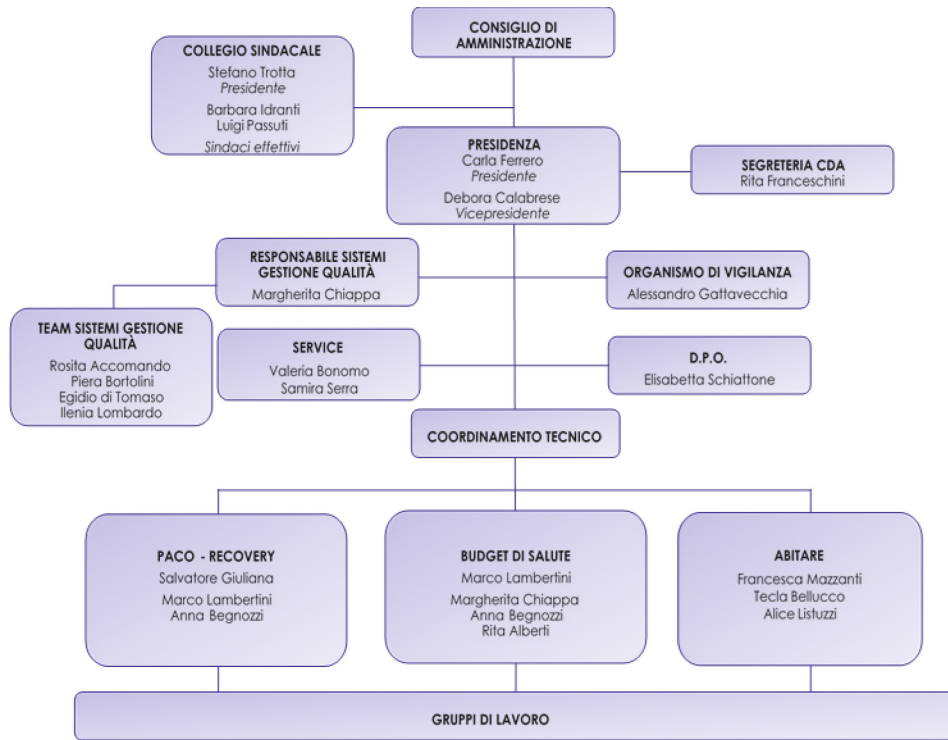 CONSIGLIO DI
AMMINISTRAZIONE
COLLEGIO SINDACALE
Stefano Trotta
Presidente
Barbara Idranti
Luigi Passuti
Sindaci effettivi
PRESIDENZA
Carla Ferrero
Presidente
Debora Calabrese
Vicepresidente
SEGRETERIA CDA
Rita Franceschini
RESPONSABILE SISTEMI
GESTIONE QUALITÀ
Margherita Chiappa
ORGANISMO DI VIGILANZA
Alessandro Gattavecchia
TEAM SISTEMI GESTIONE
QUALITÀ
Rosita Accomando
Piera Bortolini
Egidio di Tomaso
Ilenia Lombardo
SERVICE
Valeria Bonomo
Samira Serra
D.P.O.
Elisabetta Schiattone
COORDINAMENTO TECNICO
PACO - RECOVERY
Salvatore Giuliana
Marco Lambertini
Anna Begnozzi
BUDGET DI SALUTE
Marco Lambertini
Margherita Chiappa
Anna Begnozzi
Rita Alberti
ABITARE
Francesca Mazzanti
Tecla Bellucco
Alice Listuzzi
GRUPPI DI LAVORO